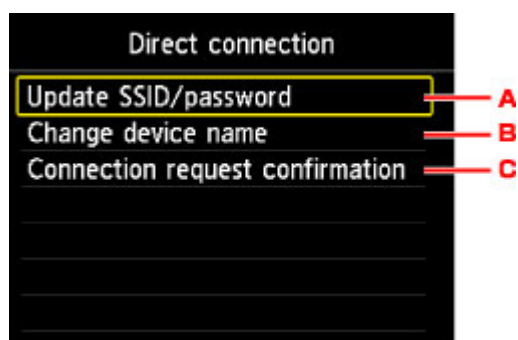 Direct connection
Update SSID/password A
Change device name B
Connection request confirmation C